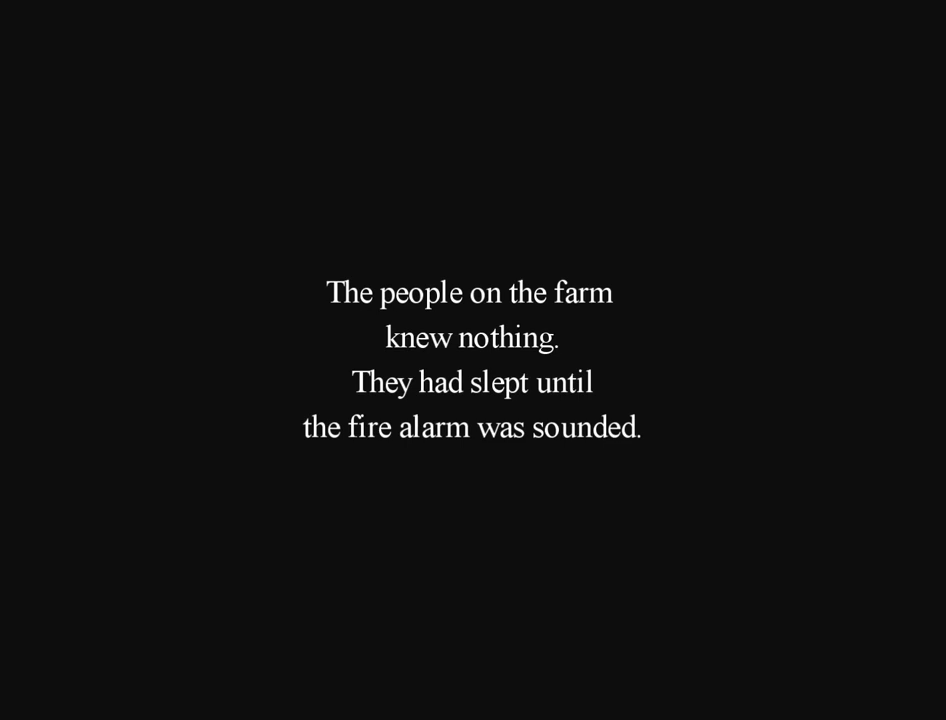 The people on the farm
knew nothing.
They had slept until
the fire alarm was sounded.